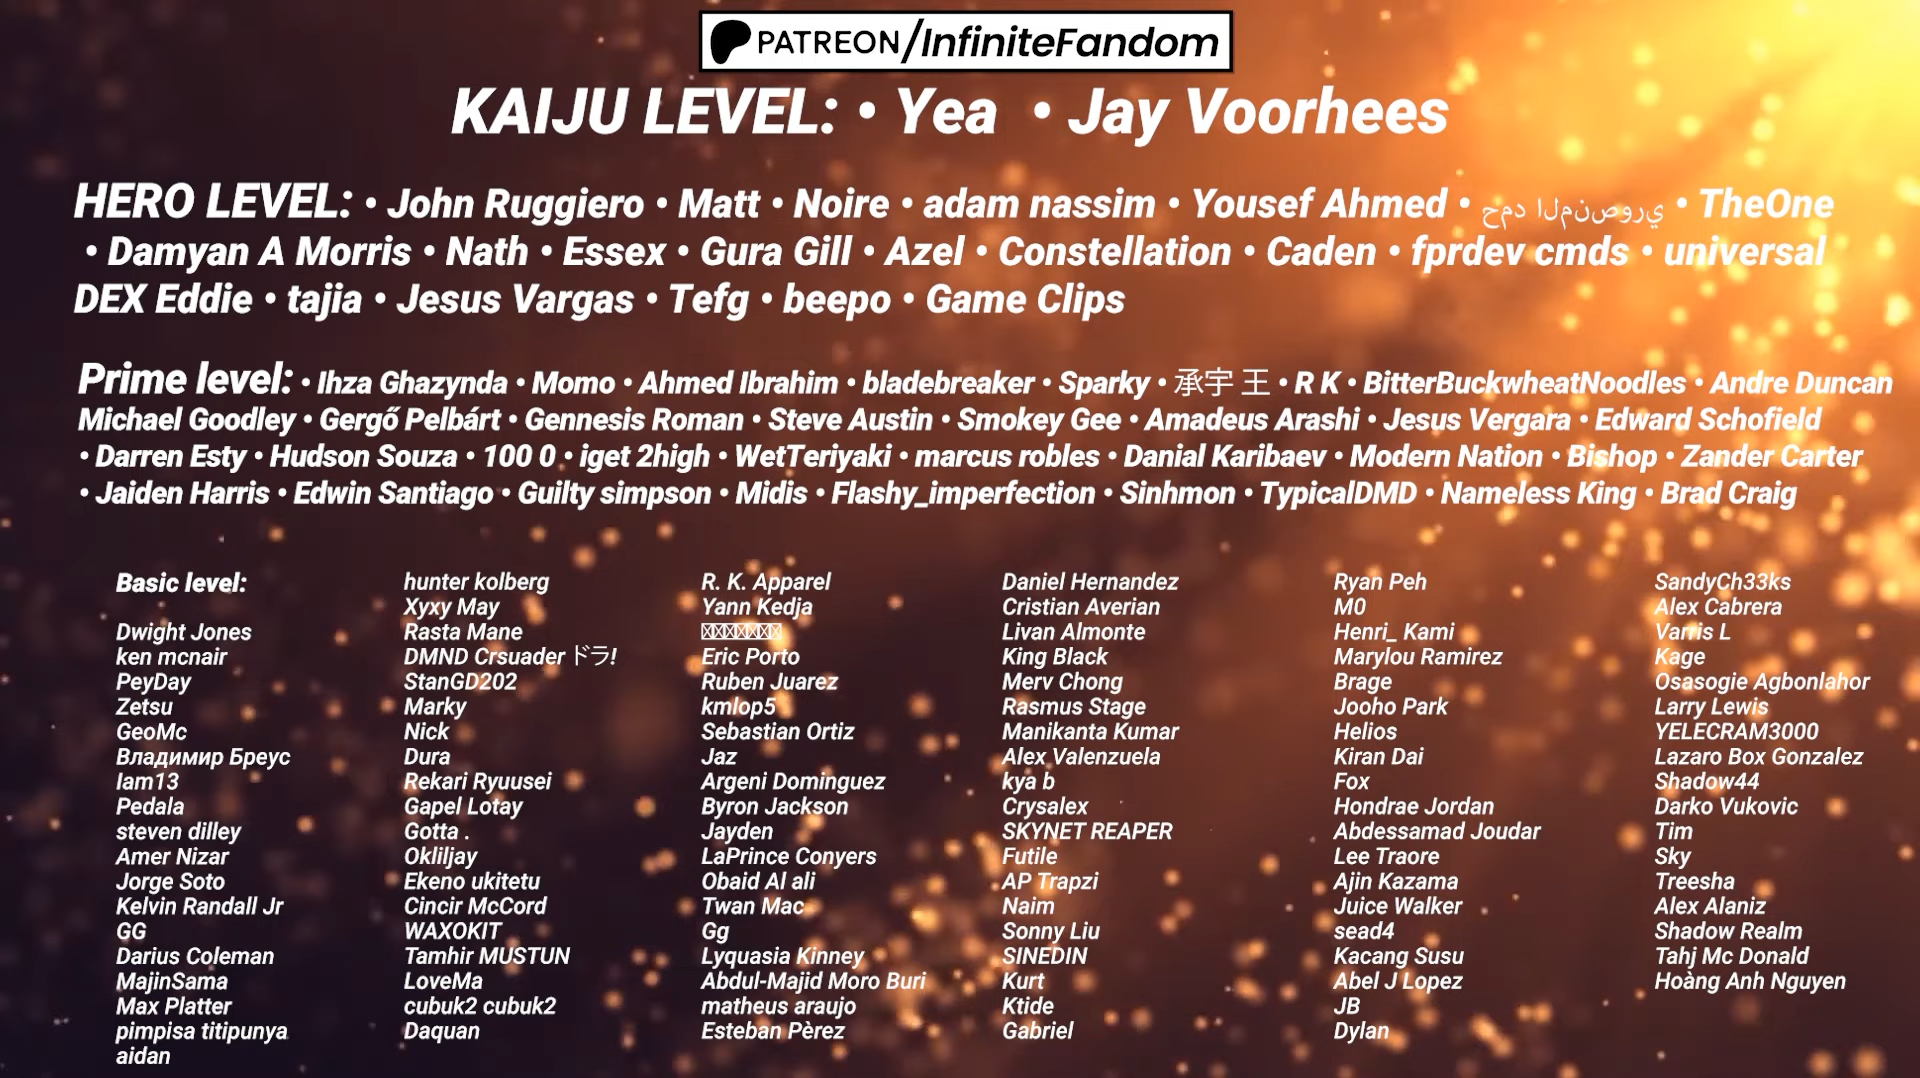 PATREON/InfiniteFandom
KAIJU LEVEL: • Yea • Jay Voorhees
HERO LEVEL: • John Ruggiero • Matt • Noire • adam nassim • Yousef Ahmed • حمد المنصوري • TheOne
• Damyan A Morris • Nath • Essex • Gura Gill • Azel • Constellation • Caden • fprdev cmds • universal
DEX Eddie • tajia • Jesus Vargas • Tefg • beepo • Game Clips
Prime level: • Ihza Ghazynda • Momo • Ahmed Ibrahim • bladebreaker • Sparky • 承宇 王 • R K • BitterBuckwheatNoodles • Andre Duncan
Michael Goodley • Gergő Pelbárt • Gennesis Roman • Steve Austin • Smokey Gee • Amadeus Arashi • Jesus Vergara • Edward Schofield
• Darren Esty • Hudson Souza • 100 0 • iget 2high • WetTeriyaki • marcus robles • Danial Karibaev • Modern Nation • Bishop • Zander Carter
• Jaiden Harris • Edwin Santiago • Guilty simpson • Midis • Flashy_imperfection • Sinhmon • TypicalDMD • Nameless King • Brad Craig
Basic level:
Dwight Jones
ken mcnair
PeyDay
Zetsu
GeoMc
Владимир Бреус
Iam13
Pedala
steven dilley
Amer Nizar
Jorge Soto
Kelvin Randall Jr
GG
Darius Coleman
MajinSama
Max Platter
pimpisa titipunya
aidan
hunter kolberg
Xyxy May
Rasta Mane
DMND Crsuader ドラ!
StanGD202
Marky
Nick
Dura
Rekari Ryuusei
Gapel Lotay
Gotta .
Okliljay
Ekeno ukitetu
Cincir McCord
WAXOKIT
Tamhir MUSTUN
LoveMa
cubuk2 cubuk2
Daquan
R. K. Apparel
Yann Kedja
Eric Porto
Ruben Juarez
kmlop5
Sebastian Ortiz
Jaz
Argeni Dominguez
Byron Jackson
Jayden
LaPrince Conyers
Obaid Al ali
Twan Mac
Gg
Lyquasia Kinney
Abdul-Majid Moro Buri
matheus araujo
Esteban Pèrez
Daniel Hernandez
Cristian Averian
Livan Almonte
King Black
Merv Chong
Rasmus Stage
Manikanta Kumar
Alex Valenzuela
kya b
Crysalex
SKYNET REAPER
Futile
AP Trapzi
Naim
Sonny Liu
SINEDIN
Kurt
Ktide
Gabriel
Ryan Peh
M0
Henri_ Kami
Marylou Ramirez
Brage
Jooho Park
Helios
Kiran Dai
Fox
Hondrae Jordan
Abdessamad Joudar
Lee Traore
Ajin Kazama
Juice Walker
sead4
Kacang Susu
Abel J Lopez
JB
Dylan
SandyCh33ks
Alex Cabrera
Varris L
Kage
Osasogie Agbonlahor
Larry Lewis
YELECRAM3000
Lazaro Box Gonzalez
Shadow44
Darko Vukovic
Tim
Sky
Treesha
Alex Alaniz
Shadow Realm
Tahj Mc Donald
Hoàng Anh Nguyen